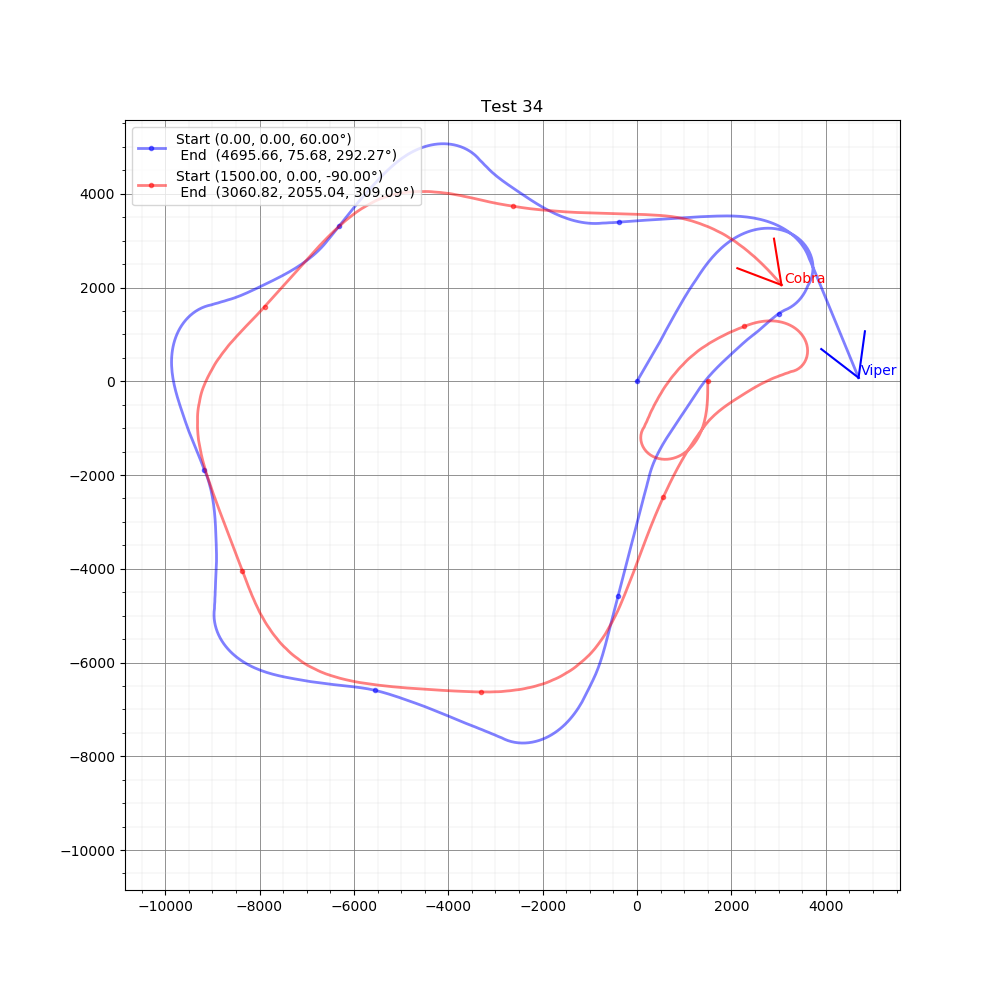 Test 34
Start (0.00, 0.00, 60.00°)
End  (4695.66, 75.68, 292.27°)
Start (1500.00, 0.00, -90.00°)
End  (3060.82, 2055.04, 309.09°)
4000
2000
0
−2000
−4000
−6000
−8000
−10000
Cobra
Viper
−10000 −8000 −6000 −4000 −2000 0 2000 4000